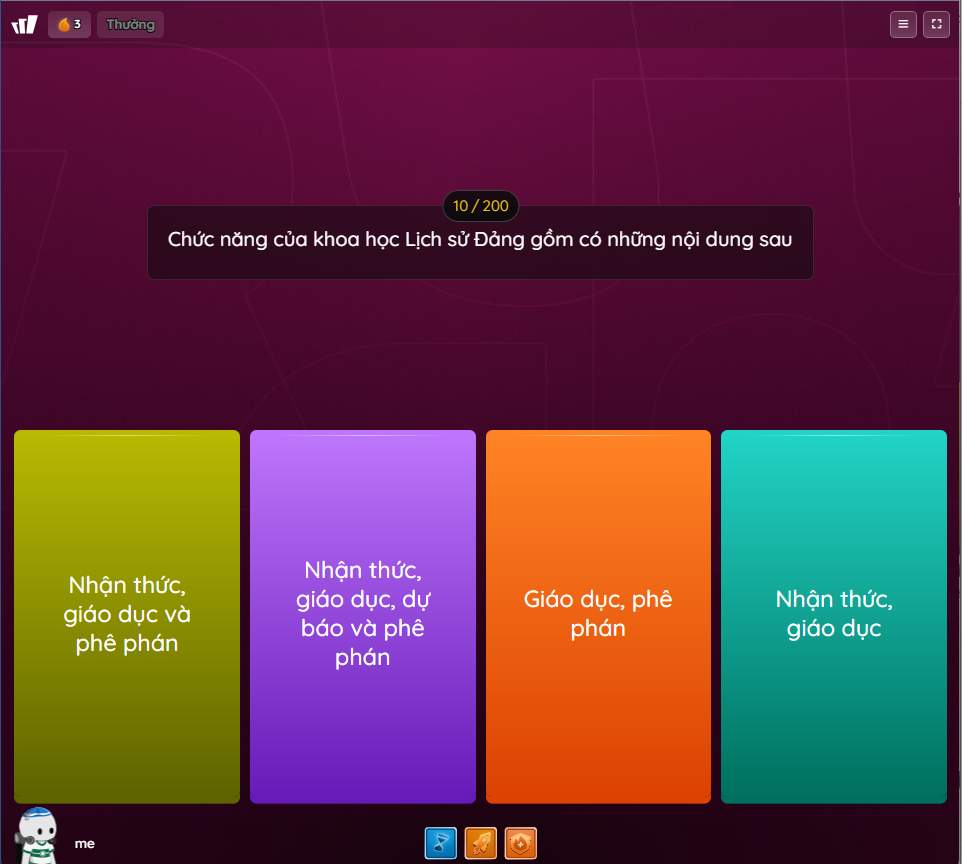 3
Thưởng
10 / 200
Chức năng của khoa học Lịch sử Đảng gồm có những nội dung sau
Nhận thức,
giáo dục và
phê phán
Nhận thức,
giáo dục, dự
báo và phê
phán
Giáo dục, phê
phán
Nhận thức,
giáo dục
me